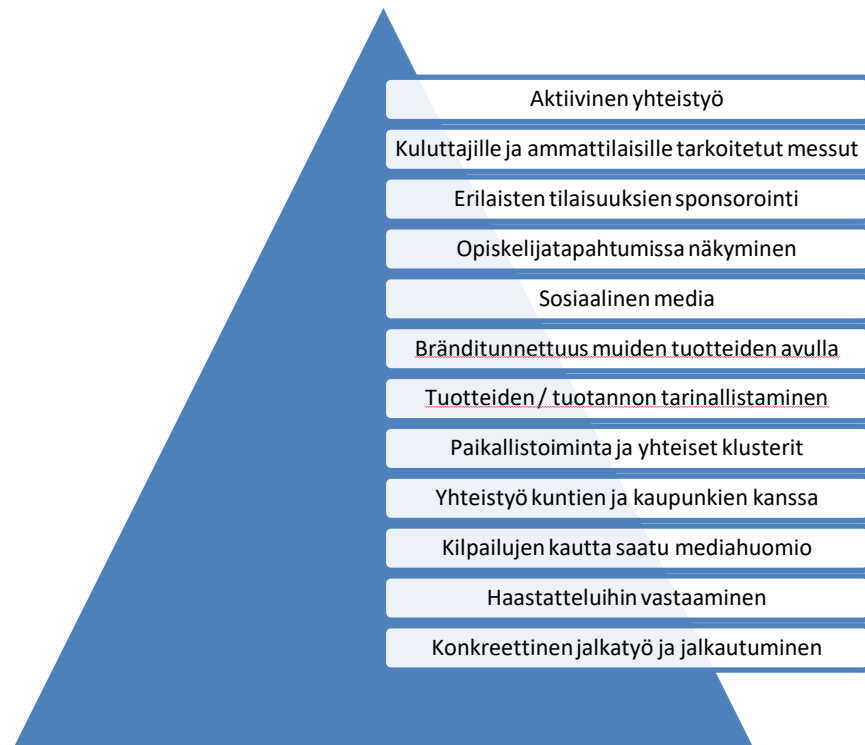 Aktiivinen yhteistyö
Kuluttajille ja ammattilaisille tarkoitetut messut
Erilaisten tilaisuuksien sponsorointi
Opiskelijatapahtumissa näkyminen
Sosiaalinen media
Bränditunnettuus muiden tuotteiden avulla
Tuotteiden / tuotannon tarinallistaminen
Paikallistoiminta ja yhteiset klusterit
Yhteistyö kuntien ja kaupunkien kanssa
Kilpailujen kautta saatu mediahuomio
Haastatteluihin vastaaminen
Konkreettinen jalkatyö ja jalkautuminen